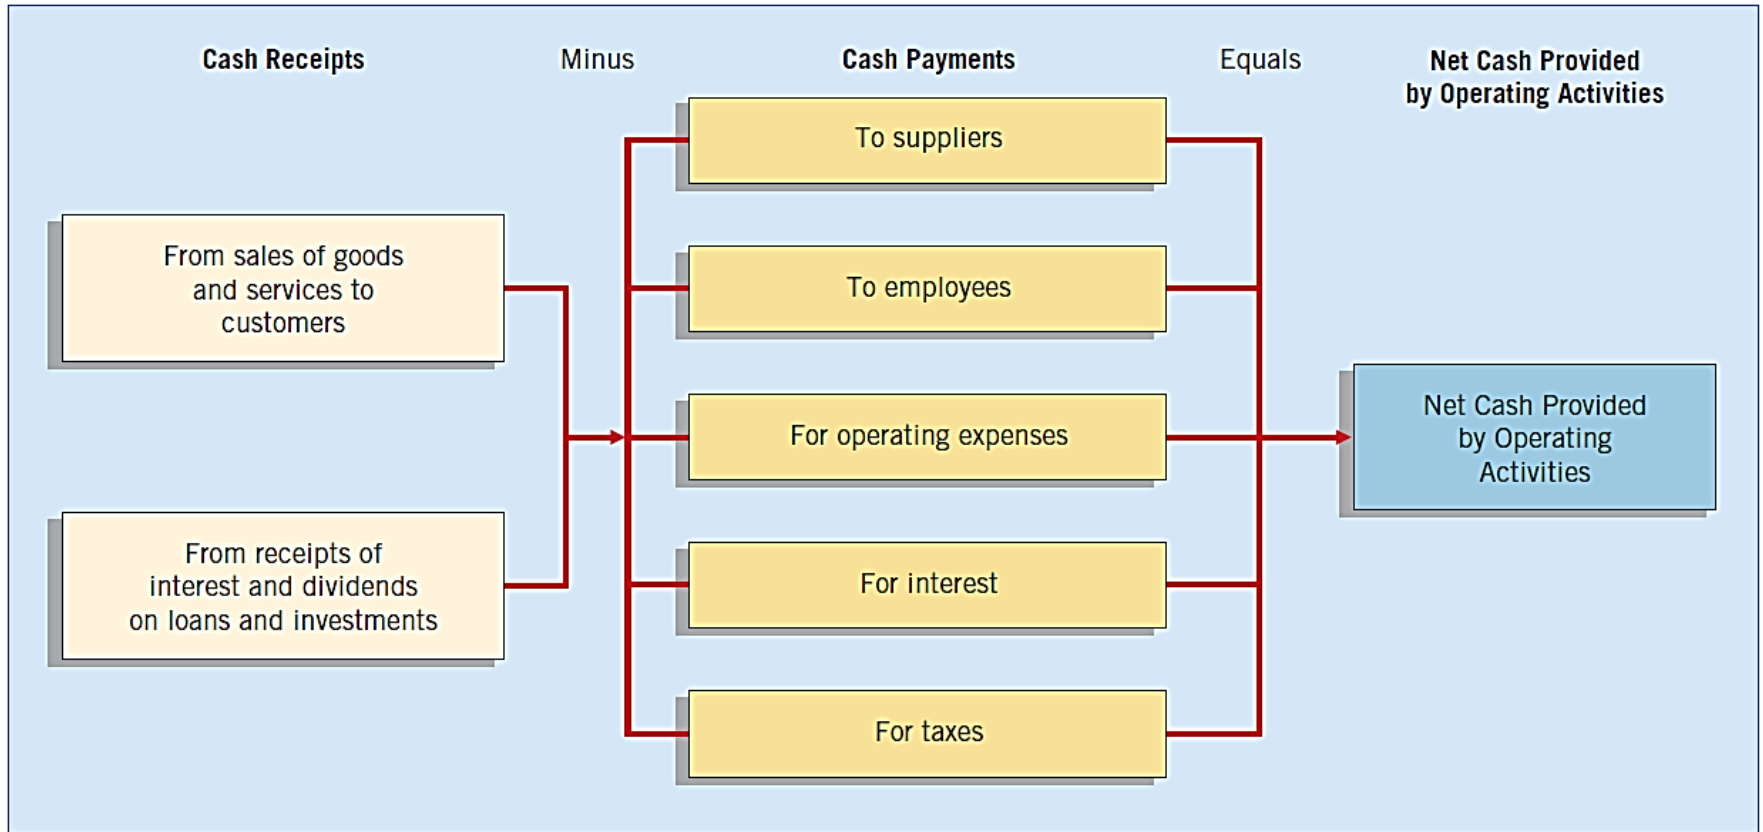 Cash Receipts
Minus
Cash Payments
Equals
Net Cash Provided
by Operating Activities
From sales of goods
and services to
customers
From receipts of
interest and dividends
on loans and investments
To suppliers
To employees
For operating expenses
For interest
For taxes
Net Cash Provided
by Operating
Activities